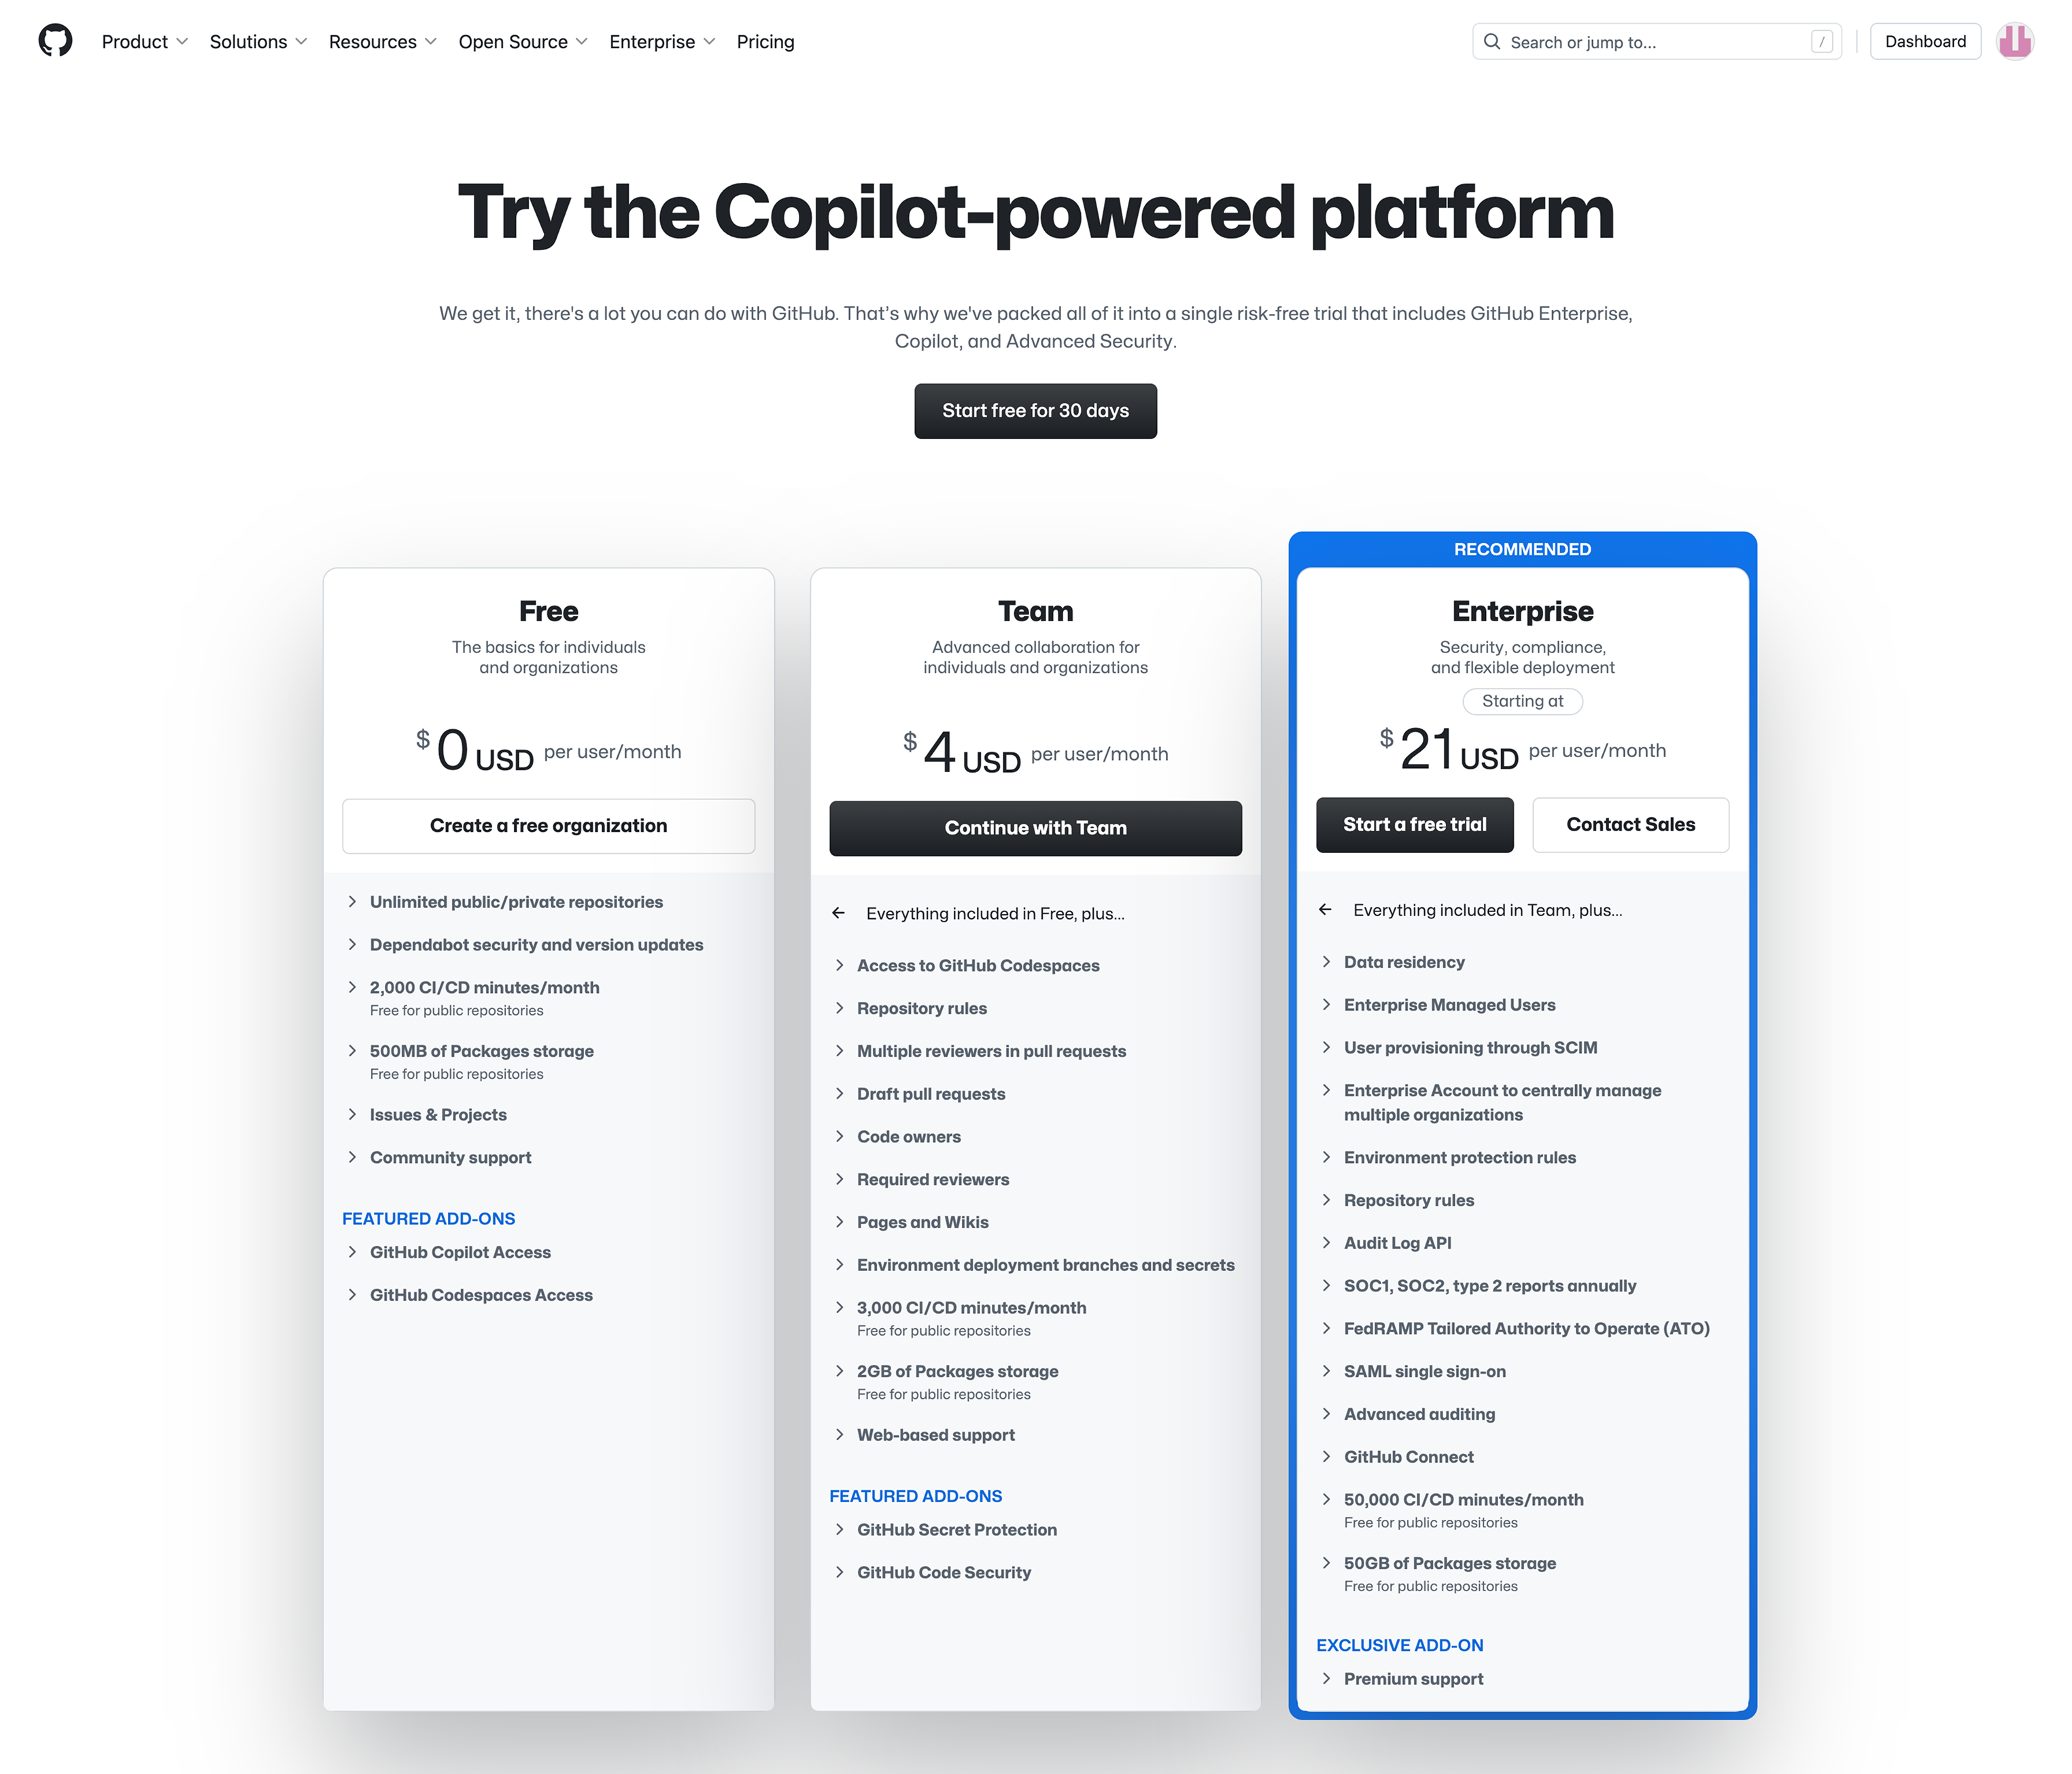 Product
Solutions
Resources
Open Source
Enterprise
Pricing
Search or jump to...
/
Dashboard
Try the Copilot-powered platform
We get it, there's a lot you can do with GitHub. That’s why we've packed all of it into a single risk-free trial that includes GitHub Enterprise,
Copilot, and Advanced Security.
Start free for 30 days
Free
The basics for individuals
and organizations
$ 0 USD per user/month
Create a free organization
Unlimited public/private repositories
Dependabot security and version updates
2,000 CI/CD minutes/month
Free for public repositories
500MB of Packages storage
Free for public repositories
Issues & Projects
Community support
FEATURED ADD-ONS
GitHub Copilot Access
GitHub Codespaces Access
Team
Advanced collaboration for
individuals and organizations
$ 4 USD per user/month
Continue with Team
Everything included in Free, plus...
Access to GitHub Codespaces
Repository rules
Multiple reviewers in pull requests
Draft pull requests
Code owners
Required reviewers
Pages and Wikis
Environment deployment branches and secrets
3,000 CI/CD minutes/month
Free for public repositories
2GB of Packages storage
Free for public repositories
Web-based support
FEATURED ADD-ONS
GitHub Secret Protection
GitHub Code Security
RECOMMENDED
Enterprise
Security, compliance,
and flexible deployment
Starting at
$ 21 USD per user/month
Start a free trial
Contact Sales
Everything included in Team, plus...
Data residency
Enterprise Managed Users
User provisioning through SCIM
Enterprise Account to centrally manage
multiple organizations
Environment protection rules
Repository rules
Audit Log API
SOC1, SOC2, type 2 reports annually
FedRAMP Tailored Authority to Operate (ATO)
SAML single sign-on
Advanced auditing
GitHub Connect
50,000 CI/CD minutes/month
Free for public repositories
50GB of Packages storage
Free for public repositories
EXCLUSIVE ADD-ON
Premium support